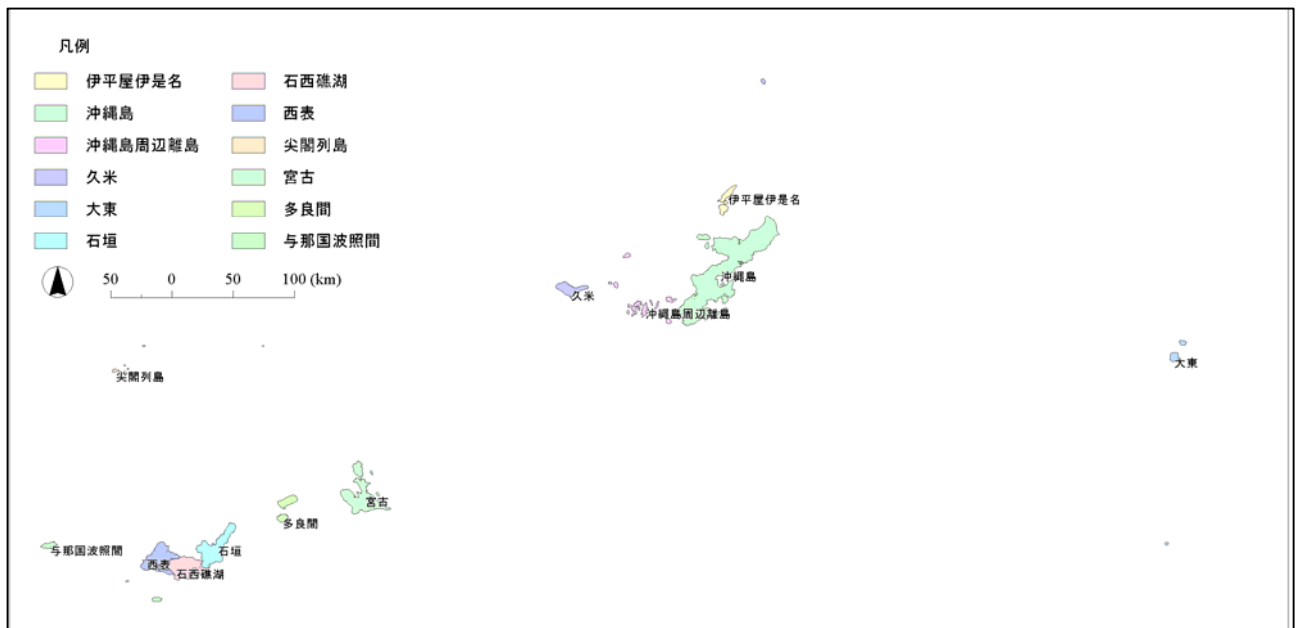 凡例
伊平屋伊是名
沖縄島
沖縄島周辺離島
久米
大東
石垣
石西礁湖
西表
尖閣列島
宮古
多良間
与那国波照間
50 0 50 100 (km)
伊平屋伊是名
沖縄島
久米
沖縄島周辺離島
大東
尖閣列島
宮古
多良間
与那国波照間
石垣
西表
石西礁湖